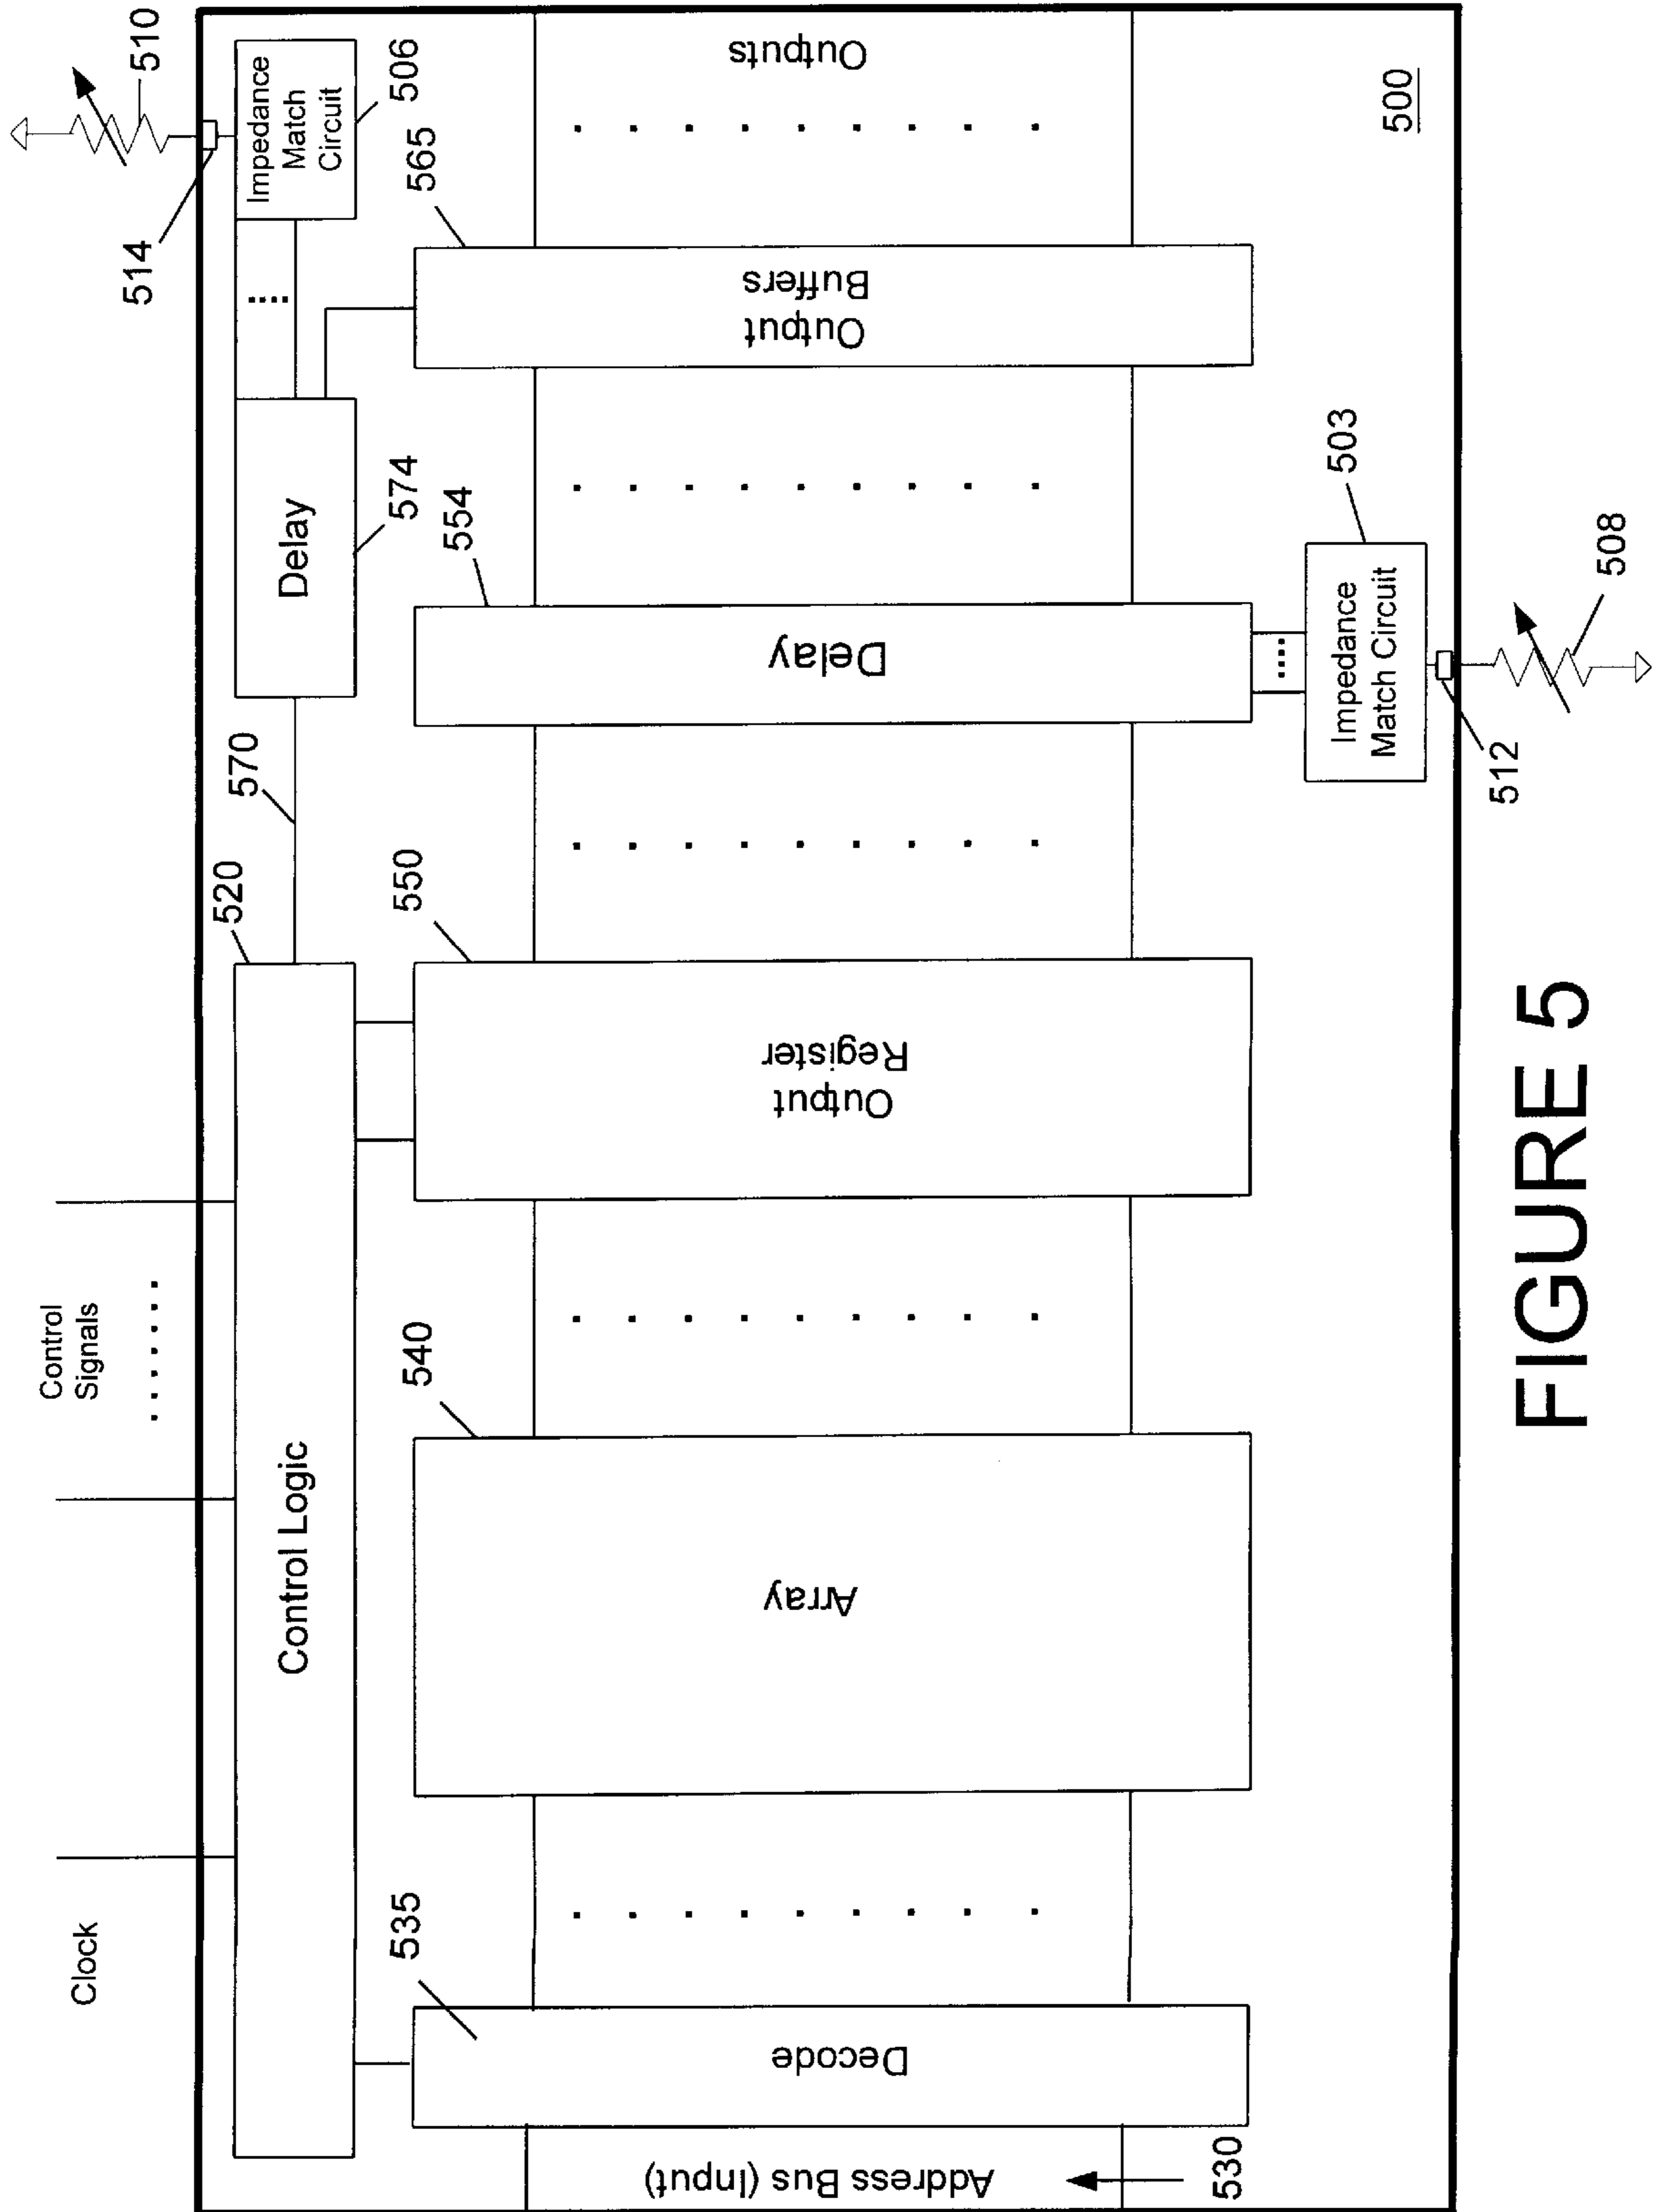 Clock
Control
Signals
510
514
Control Logic
520
570
Delay
574
Impedance
Match
Circuit
506
535
540
550
554
565
Address Bus (Input)
530
Decode
Array
Output
Register
Delay
Output
Buffers
Outputs
Impedance
Match Circuit
503
512
508
500
FIGURE 5